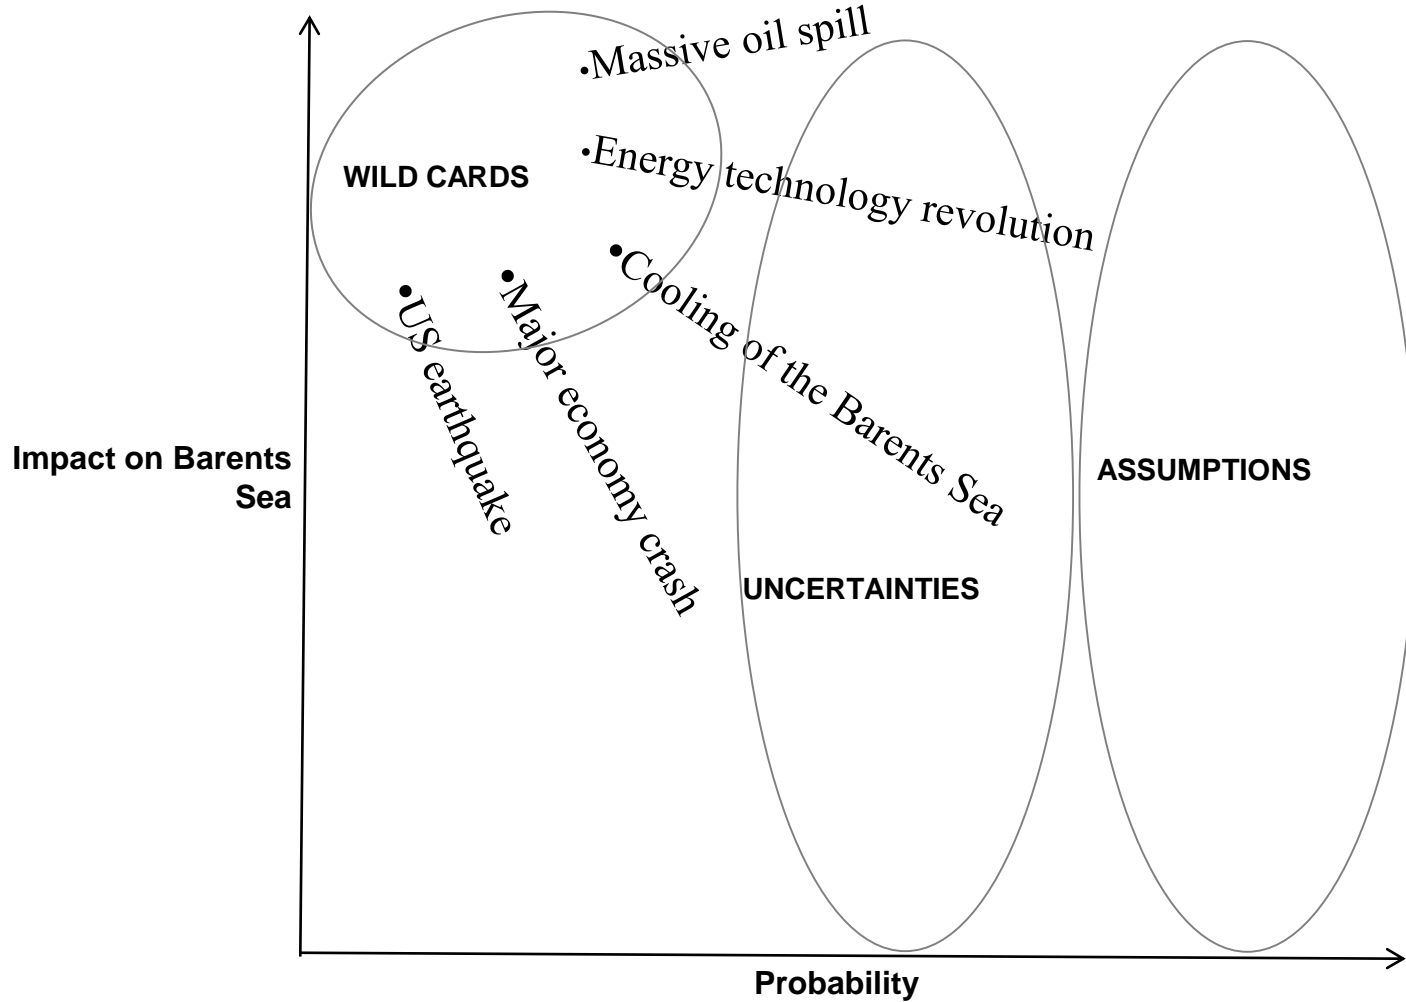 •Massive oil spill
•Energy technology revolution
WILD CARDS
•Cooling of the Barents Sea
•Major economy crash
•US earthquake
Impact on Barents
Sea
ASSUMPTIONS
UNCERTAINTIES
Probability